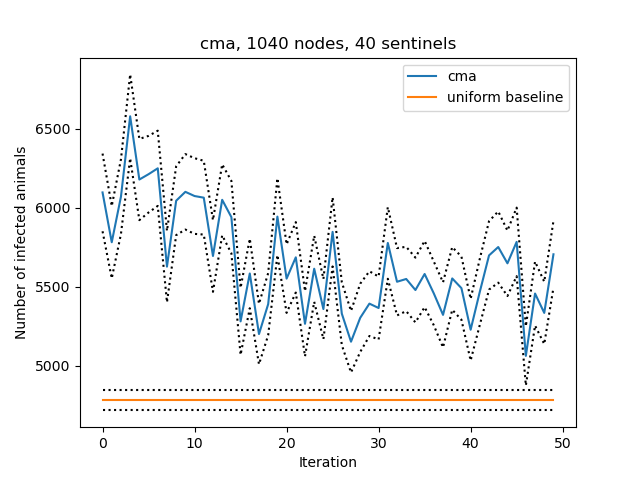 cma, 1040 nodes, 40 sentinels
cma
uniform baseline
Number of infected animals
6500
6000
5500
5000
0 10 20 30 40 50
Iteration